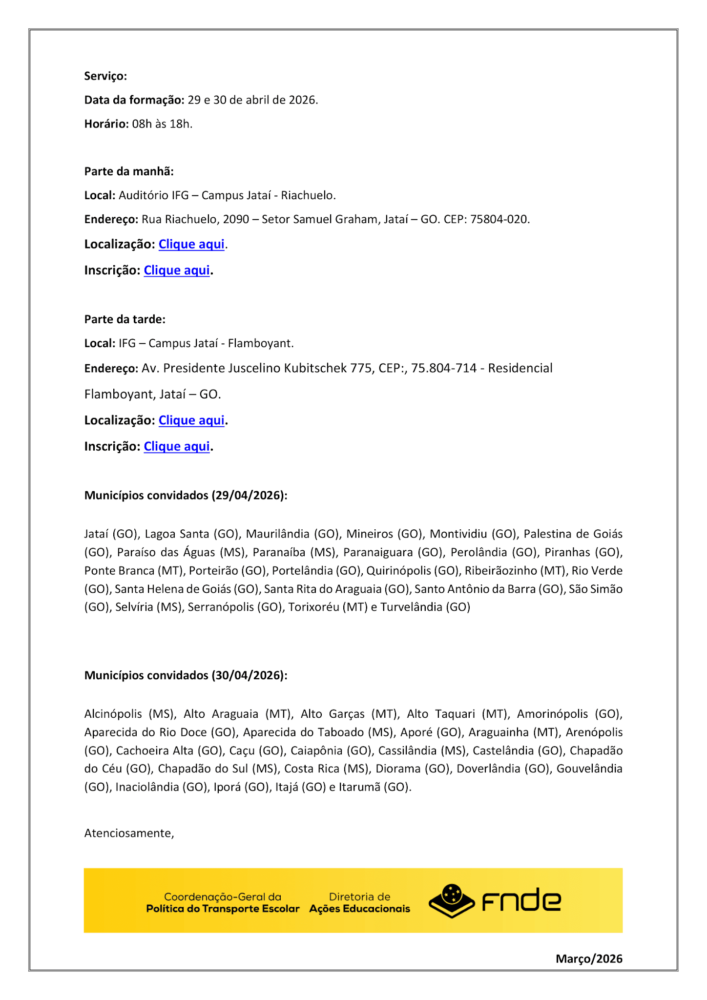 Serviço:
Data da formação: 29 e 30 de abril de 2026.
Horário: 08h às 18h.
Parte da manhã:
Local: Auditório IFG – Campus Jataí - Riachuelo.
Endereço: Rua Riachuelo, 2090 – Setor Samuel Graham, Jataí – GO. CEP: 75804-020.
Localização: Clique aqui.
Inscrição: Clique aqui.
Parte da tarde:
Local: IFG – Campus Jataí - Flamboyant.
Endereço: Av. Presidente Juscelino Kubitschek 775, CEP:, 75.804-714 - Residencial
Flamboyant, Jataí – GO.
Localização: Clique aqui.
Inscrição: Clique aqui.
Municípios convidados (29/04/2026):
Jataí (GO), Lagoa Santa (GO), Maurilândia (GO), Mineiros (GO), Montividiu (GO), Palestina de Goiás
(GO), Paraíso das Águas (MS), Paranaíba (MS), Paranaiguara (GO), Perolândia (GO), Piranhas (GO),
Ponte Branca (MT), Porteirão (GO), Portelândia (GO), Quirinópolis (GO), Ribeirãozinho (MT), Rio Verde
(GO), Santa Helena de Goiás (GO), Santa Rita do Araguaia (GO), Santo Antônio da Barra (GO), São Simão
(GO), Selvíria (MS), Serranópolis (GO), Torixoréu (MT) e Turvelândia (GO)
Municípios convidados (30/04/2026):
Alcinópolis (MS), Alto Araguaia (MT), Alto Garças (MT), Alto Taquari (MT), Amorinópolis (GO),
Aparecida do Rio Doce (GO), Aparecida do Taboado (MS), Aporé (GO), Araguainha (MT), Arenópolis
(GO), Cachoeira Alta (GO), Caçu (GO), Caiapônia (GO), Cassilândia (MS), Castelândia (GO), Chapadão
do Céu (GO), Chapadão do Sul (MS), Costa Rica (MS), Diorama (GO), Doverlândia (GO), Gouvelândia
(GO), Inaciolândia (GO), Iporá (GO), Itajá (GO) e Itarumã (GO).
Atenciosamente,
Coordenação-Geral da
Política do Transporte Escolar
Diretoria de
Ações Educacionais
fnde
Março/2026